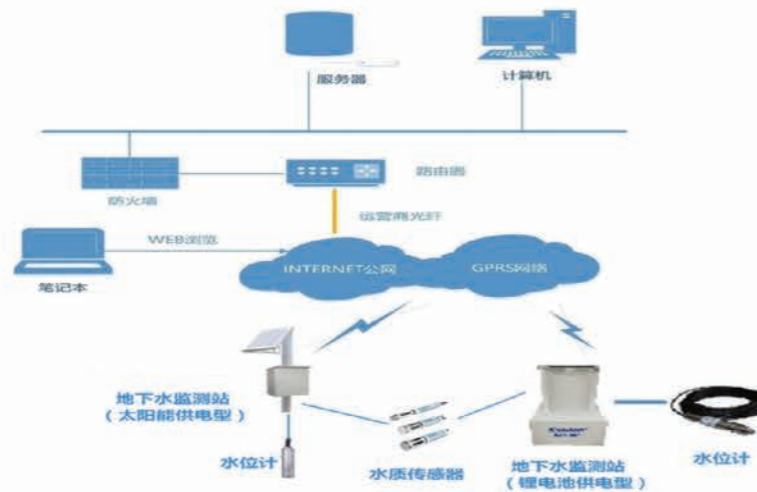 服务器
计算机
路由器
防火墙
运营商光纤
WEB浏览
INTERNET公网
GPRS网络
笔记本
地下水监测站
（太阳能供电型）
水位计
水质传感器
地下水监测站
（锂电池供电型）
水位计